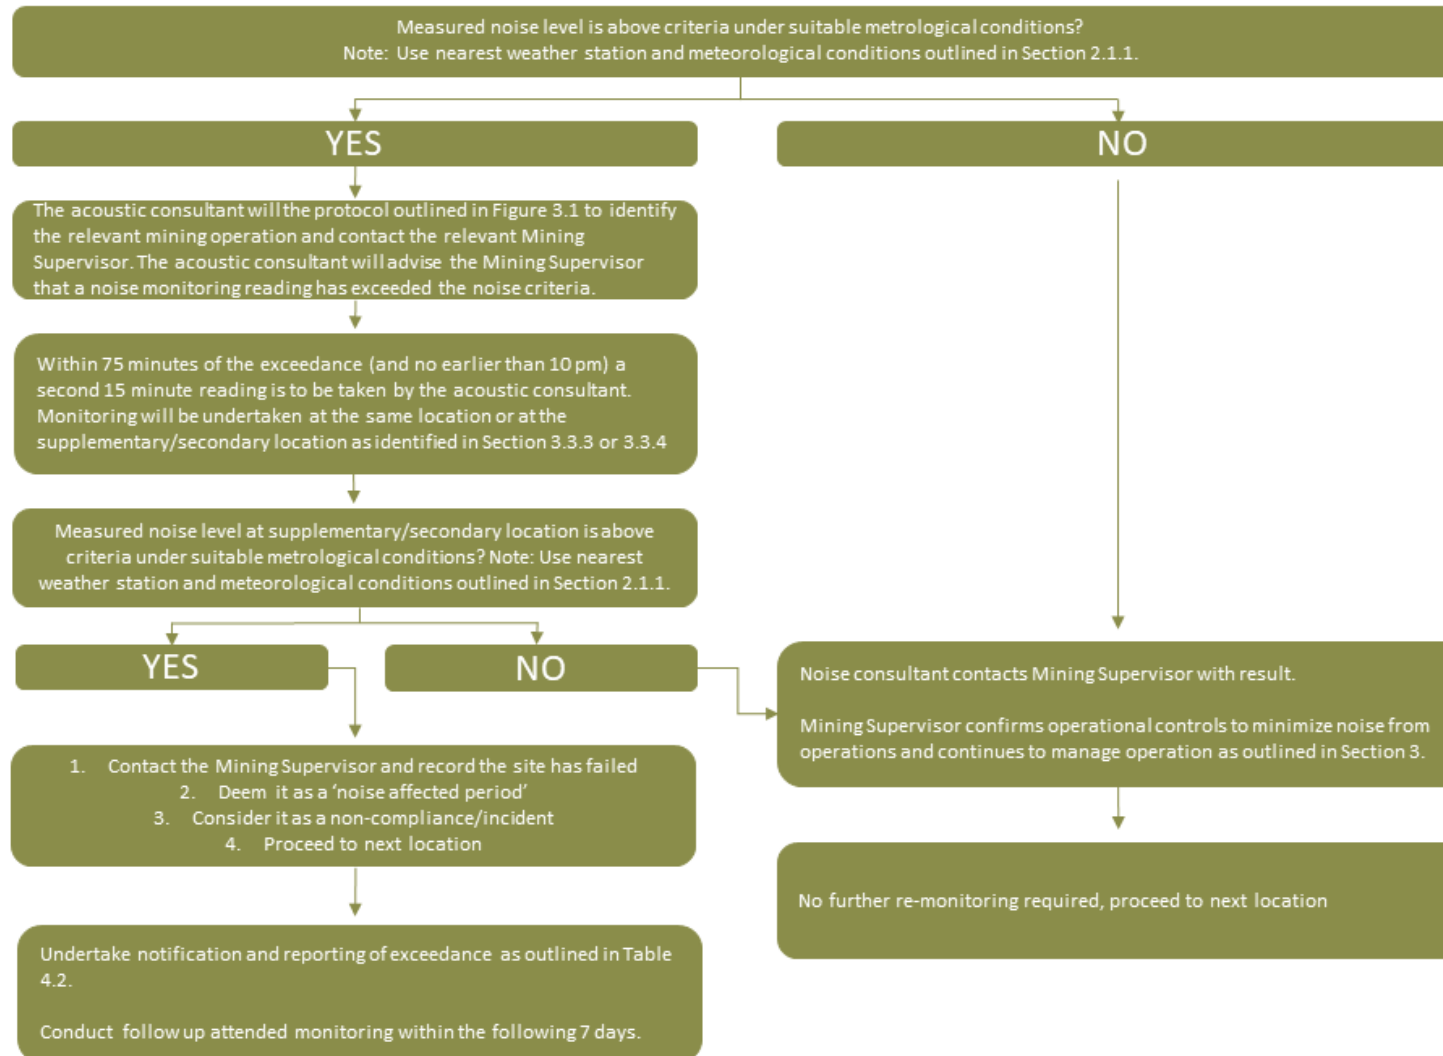 Measured noise level is above criteria under suitable metrological conditions?
Note: Use nearest weather station and meteorological conditions outlined in Section 2.1.1.
YES
NO
The acoustic consultant will the protocol outlined in Figure 3.1 to identify
the relevant mining operation and contact the relevant Mining
Supervisor. The acoustic consultant will advise the Mining Supervisor
that a noise monitoring reading has exceeded the noise criteria.
Within 75 minutes of the exceedance (and no earlier than 10 pm) a
second 15 minute reading is to be taken by the acoustic consultant.
Monitoring will be undertaken at the same location or at the
supplementary/secondary location as identified in Section 3.3.3 or 3.3.4
Measured noise level at supplementary/secondary location is above
criteria under suitable metrological conditions? Note: Use nearest
weather station and meteorological conditions outlined in Section 2.1.1.
YES
NO
Noise consultant contacts Mining Supervisor with result.
Mining Supervisor confirms operational controls to minimize noise from
operations and continues to manage operation as outlined in Section 3.
1. Contact the Mining Supervisor and record the site has failed
2. Deem it as a ‘noise affected period’
3. Consider it as a non-compliance/incident
4. Proceed to next location
No further re-monitoring required, proceed to next location
Undertake notification and reporting of exceedance as outlined in Table
4.2.
Conduct follow up attended monitoring within the following 7 days.